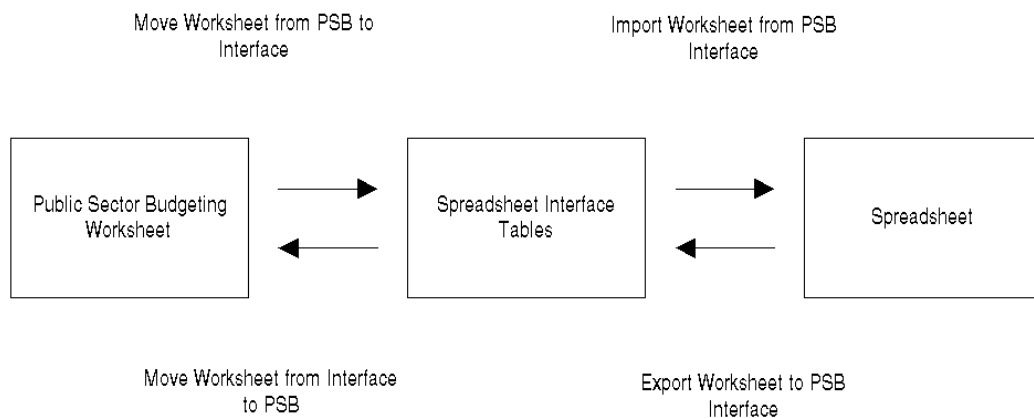 Move Worksheet from PSB to
Interface
Import Worksheet from PSB
Interface
Public Sector Budgeting
Worksheet
Spreadsheet Interface
Tables
Spreadsheet
Move Worksheet from Interface
to PSB
Export Worksheet to PSB
Interface